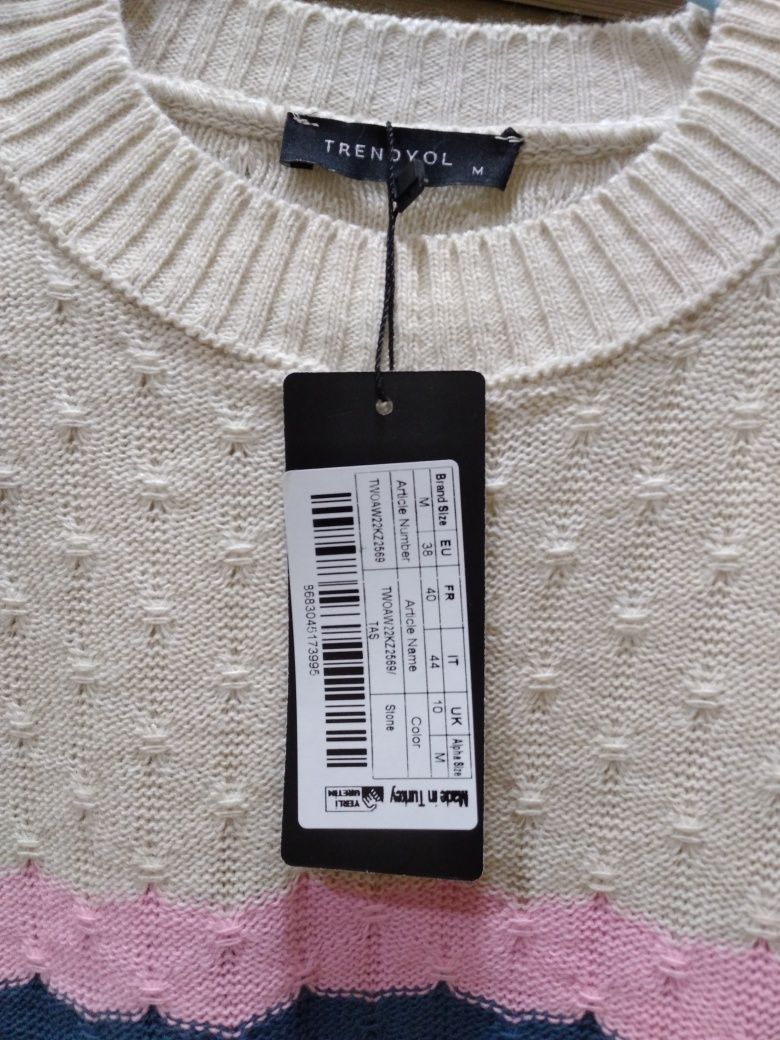 TRENDYOL
M
Brand Size EU FR IT UK Alpha Size
M 38 40 44 10 M
Article Number Article Name Color
TWOAW22KZ2569 TWOAW22KZ2569/ Stone
TAŞ
8683045173995
Made in Turkey
YERLİ
ÜRETİM